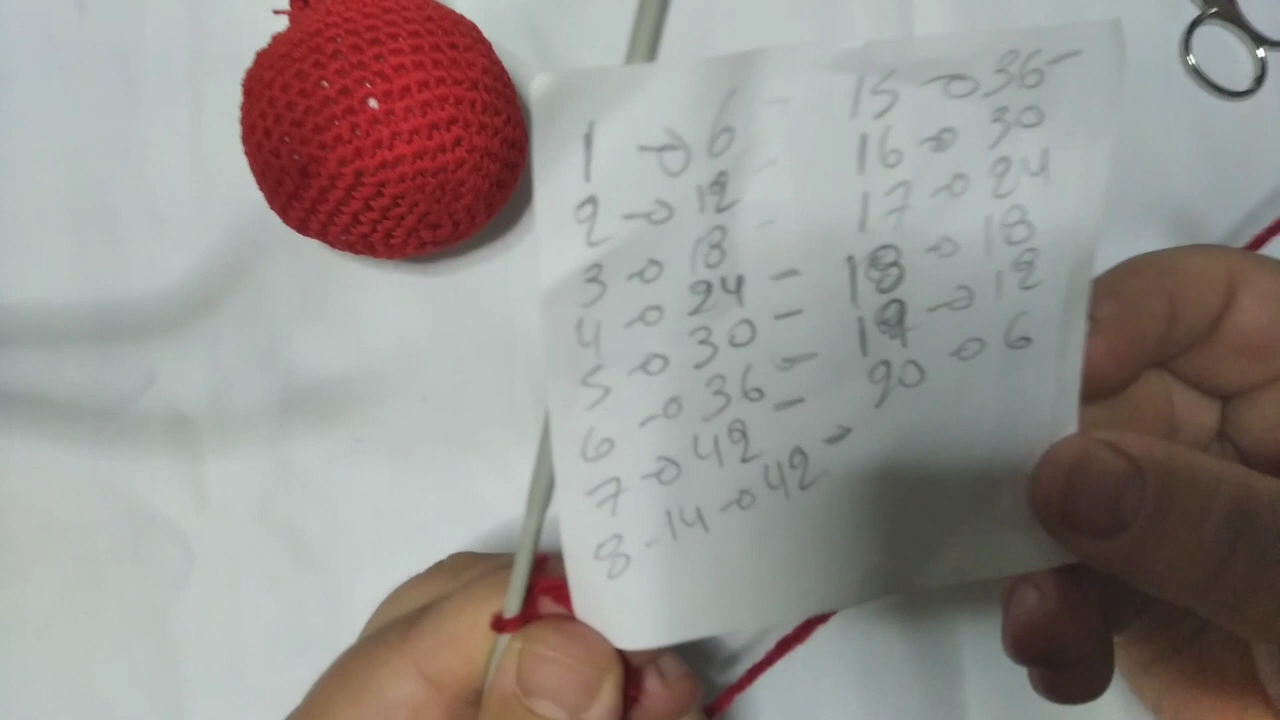 1 → 6 -
2 → 12 -
3 → 18 -
4 → 24 -
5 → 30 -
6 → 36 -
7 → 42 -
8 - 14 → 42 -
15 → 36 -
16 → 30
17 → 24
18 → 18
19 → 12
20 → 6